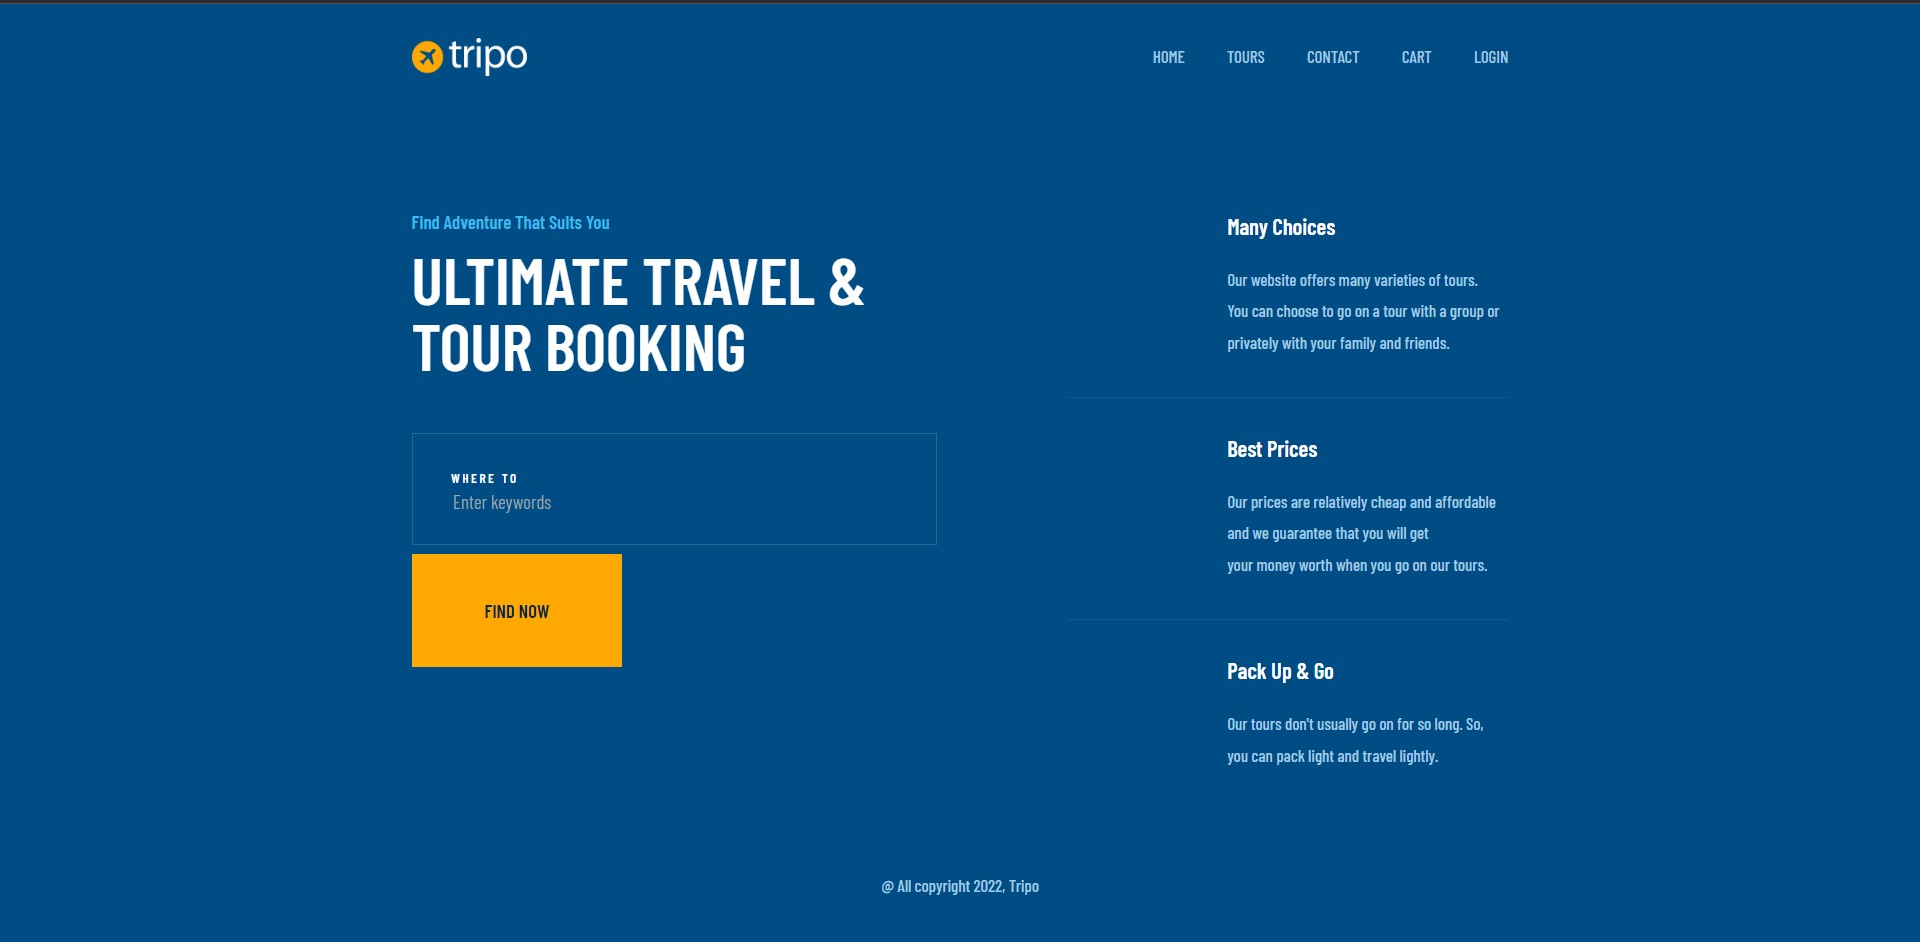 tripo
HOME
TOURS
CONTACT
CART
LOGIN
Find Adventure That Suits You
ULTIMATE TRAVEL &
TOUR BOOKING
WHERE TO
Enter keywords
FIND NOW
Many Choices
Our website offers many varieties of tours.
You can choose to go on a tour with a group or
privately with your family and friends.
Best Prices
Our prices are relatively cheap and affordable
and we guarantee that you will get
your money worth when you go on our tours.
Pack Up & Go
Our tours don't usually go on for so long. So,
you can pack light and travel lightly.
@ All copyright 2022, Tripo